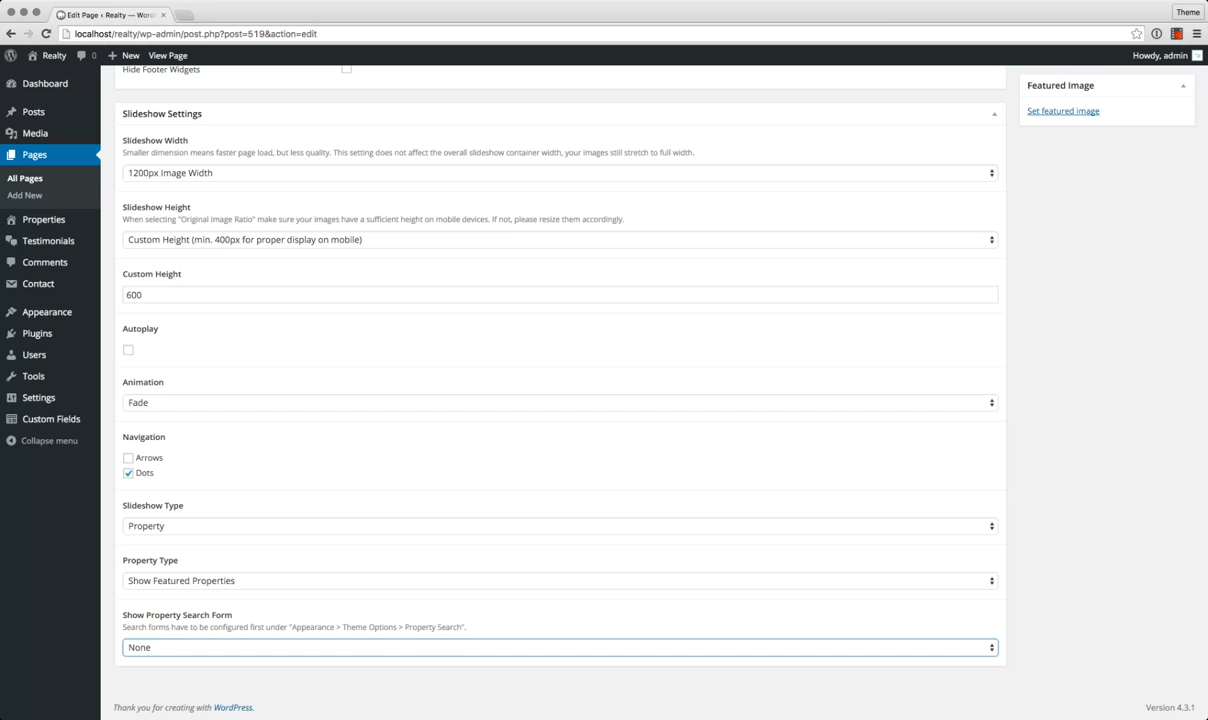 Edit Page ‹ Realty — Word
Theme
localhost/realty/wp-admin/post.php?post=519&action=edit
Realty 0 New View Page Howdy, admin
Dashboard
Posts
Media
Pages
All Pages
Add New
Properties
Testimonials
Comments
Contact
Appearance
Plugins
Users
Tools
Settings
Custom Fields
Collapse menu
Hide Footer Widgets
Slideshow Settings
Slideshow Width
Smaller dimension means faster page load, but less quality. This setting does not affect the overall slideshow container width, your images still stretch to full width.
1200px Image Width
Slideshow Height
When selecting "Original Image Ratio" make sure your images have a sufficient height on mobile devices. If not, please resize them accordingly.
Custom Height (min. 400px for proper display on mobile)
Custom Height
600
Autoplay
Animation
Fade
Navigation
Arrows
Dots
Slideshow Type
Property
Property Type
Show Featured Properties
Show Property Search Form
Search forms have to be configured first under "Appearance > Theme Options > Property Search".
None
Featured Image
Set featured image
Thank you for creating with WordPress.
Version 4.3.1